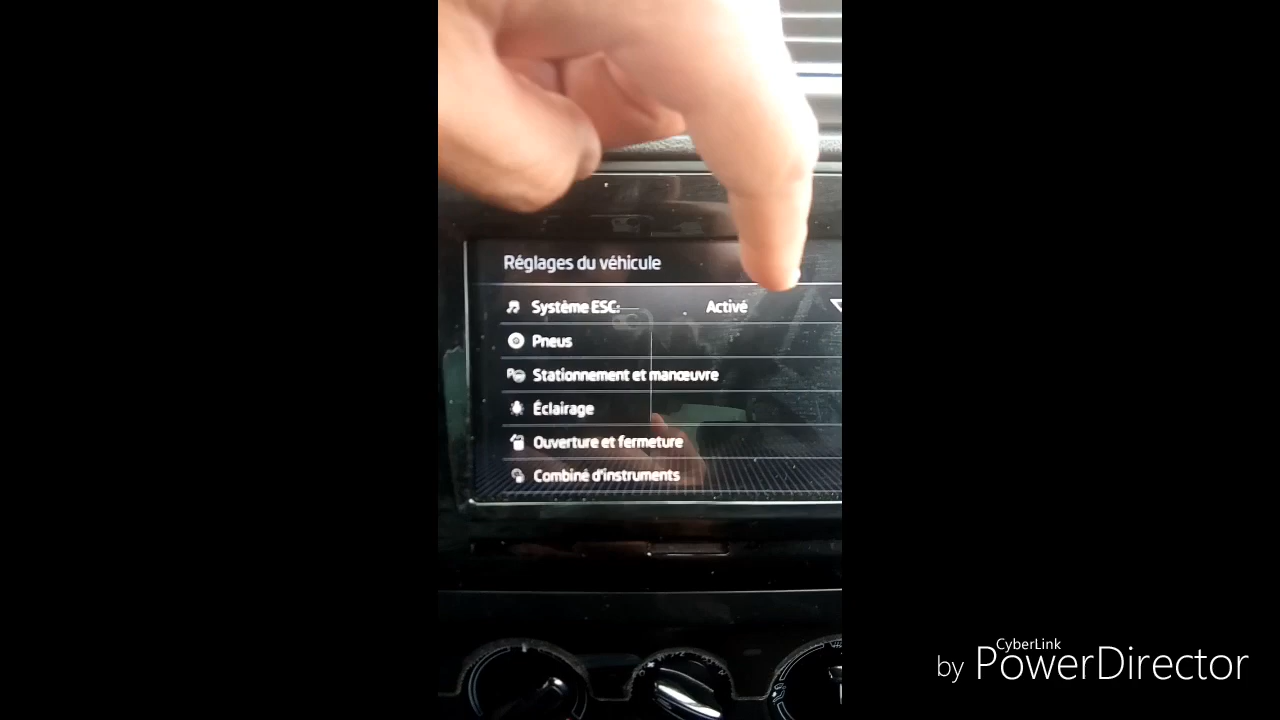 Réglages du véhicule
Système ESC: Activé
Pneus
Stationnement et manœuvre
Éclairage
Ouverture et fermeture
Combiné d'instruments
CyberLink
by PowerDirector